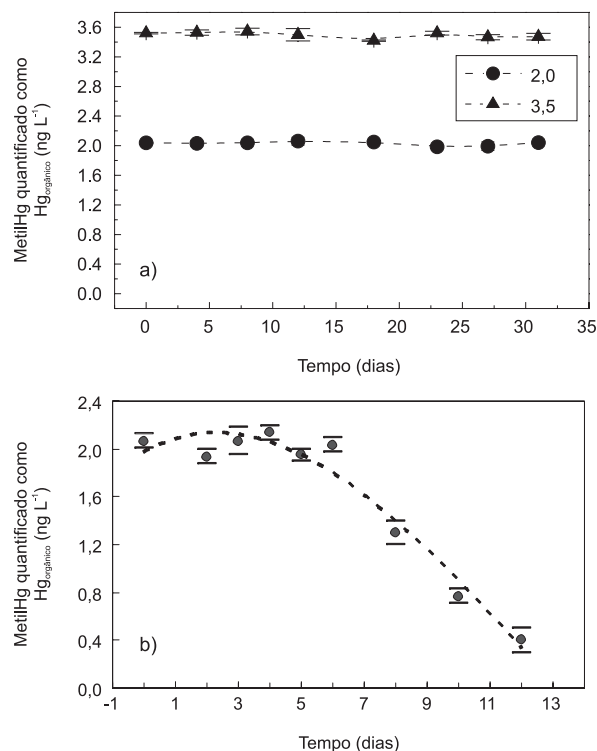 MetilHg quantificado como
Hgorgânico (ng L-1)
3.6
3.2
2.8
2.4
2.0
1.6
1.2
0.8
0.4
0.0
2,0
3,5
a)
0 5 10 15 20 25 30 35
Tempo (dias)
MetilHg quantificado como
Hgorgânico (ng L-1)
2,4
2,0
1,6
1,2
0,8
0,4
0,0
b)
-1 1 3 5 7 9 11 13
Tempo (dias)